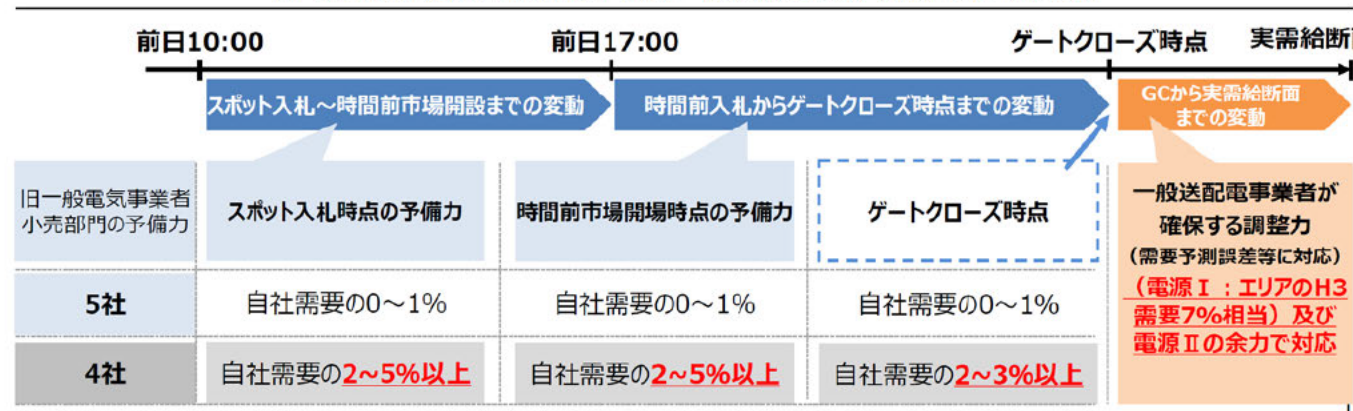 前日10:00
前日17:00
ゲートクローズ時点
実需給断面
スポット入札～時間前市場開設までの変動
時間前入札からゲートクローズ時点までの変動
GCから実需給断面
までの変動
旧一般電気事業者
小売部門の予備力
スポット入札時点の予備力
時間前市場開場時点の予備力
ゲートクローズ時点
一般送配電事業者が
確保する調整力
（需要予測誤差等に対応）
（電源Ⅰ：エリアのH3
需要7%相当）及び
電源Ⅱの余力で対応
5社
自社需要の0～1%
自社需要の0～1%
自社需要の0～1%
4社
自社需要の2～5%以上
自社需要の2～5%以上
自社需要の2～3%以上